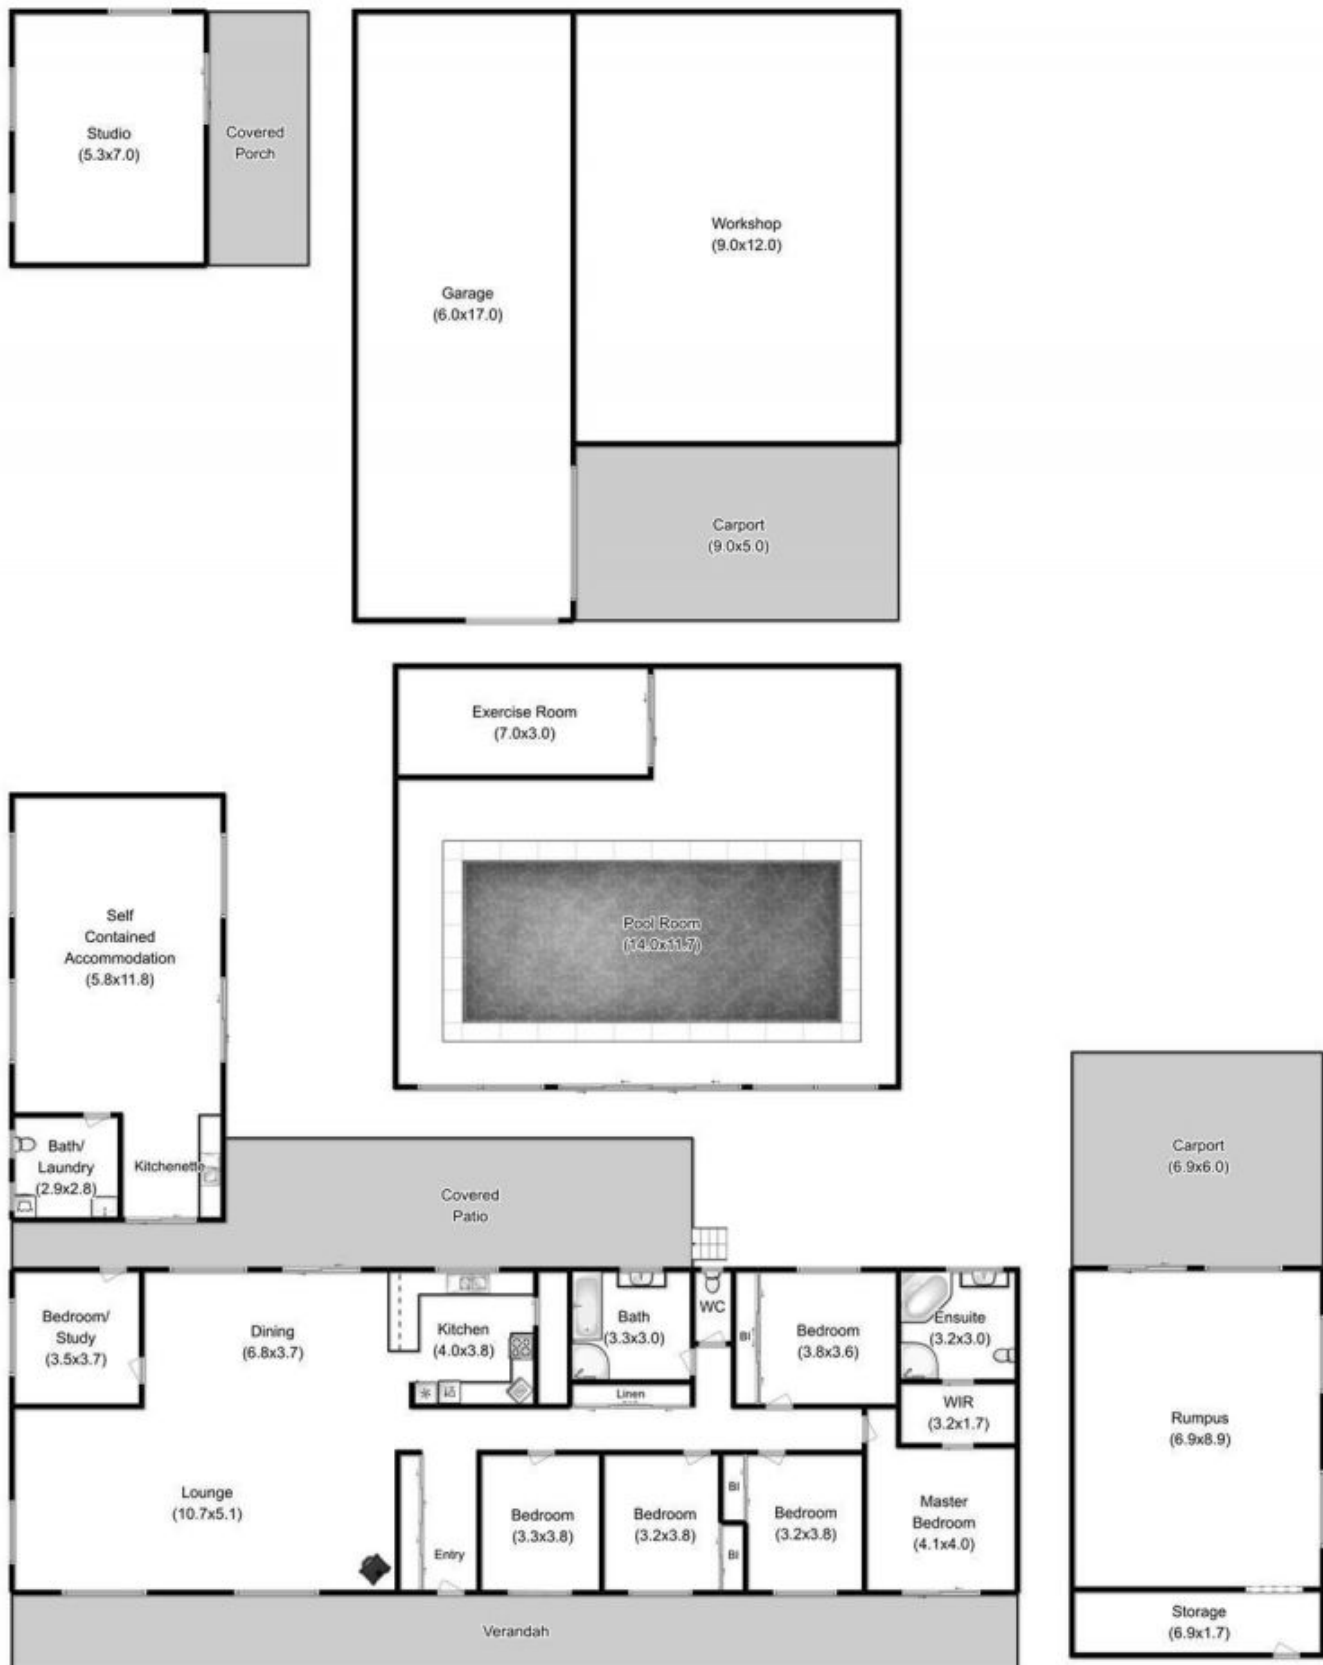 Studio
(5.3x7.0)
Covered
Porch
Workshop
(9.0x12.0)
Garage
(6.0x17.0)
Carport
(9.0x5.0)
Exercise Room
(7.0x3.0)
Pool Room
(14.0x11.7)
Self
Contained
Accommodation
(5.8x11.8)
Bath/
Laundry
(2.9x2.8)
Kitchenette
Covered
Patio
Carport
(6.9x6.0)
Bedroom/
Study
(3.5x3.7)
Dining
(6.8x3.7)
Kitchen
(4.0x3.8)
Bath
(3.3x3.0)
WC
BI
Bedroom
(3.8x3.6)
Ensuite
(3.2x3.0)
Linen
WIR
(3.2x1.7)
Rumpus
(6.9x8.9)
Lounge
(10.7x5.1)
Entry
Bedroom
(3.3x3.8)
Bedroom
(3.2x3.8)
BI
BI
Bedroom
(3.2x3.8)
Master
Bedroom
(4.1x4.0)
Storage
(6.9x1.7)
Verandah